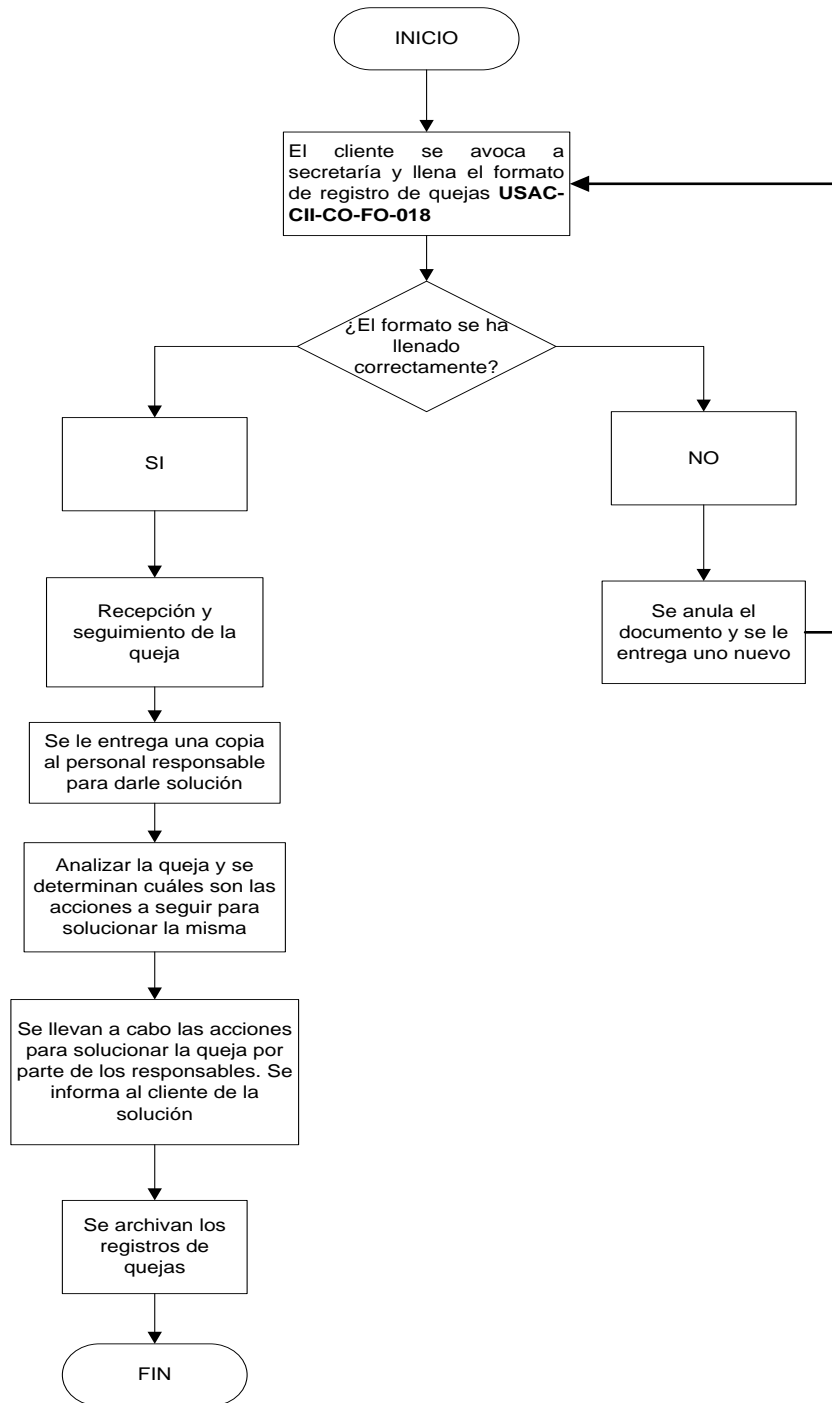 INICIO
El cliente se avoca a
secretaría y llena el formato
de registro de quejas USAC-
CII-CO-FO-018
¿El formato se ha
llenado
correctamente?
SI
NO
Recepción y
seguimiento de la
queja
Se anula el
documento y se le
entrega uno nuevo
Se le entrega una copia
al personal responsable
para darle solución
Analizar la queja y se
determinan cuáles son las
acciones a seguir para
solucionar la misma
Se llevan a cabo las acciones
para solucionar la queja por
parte de los responsables. Se
informa al cliente de la
solución
Se archivan los
registros de
quejas
FIN